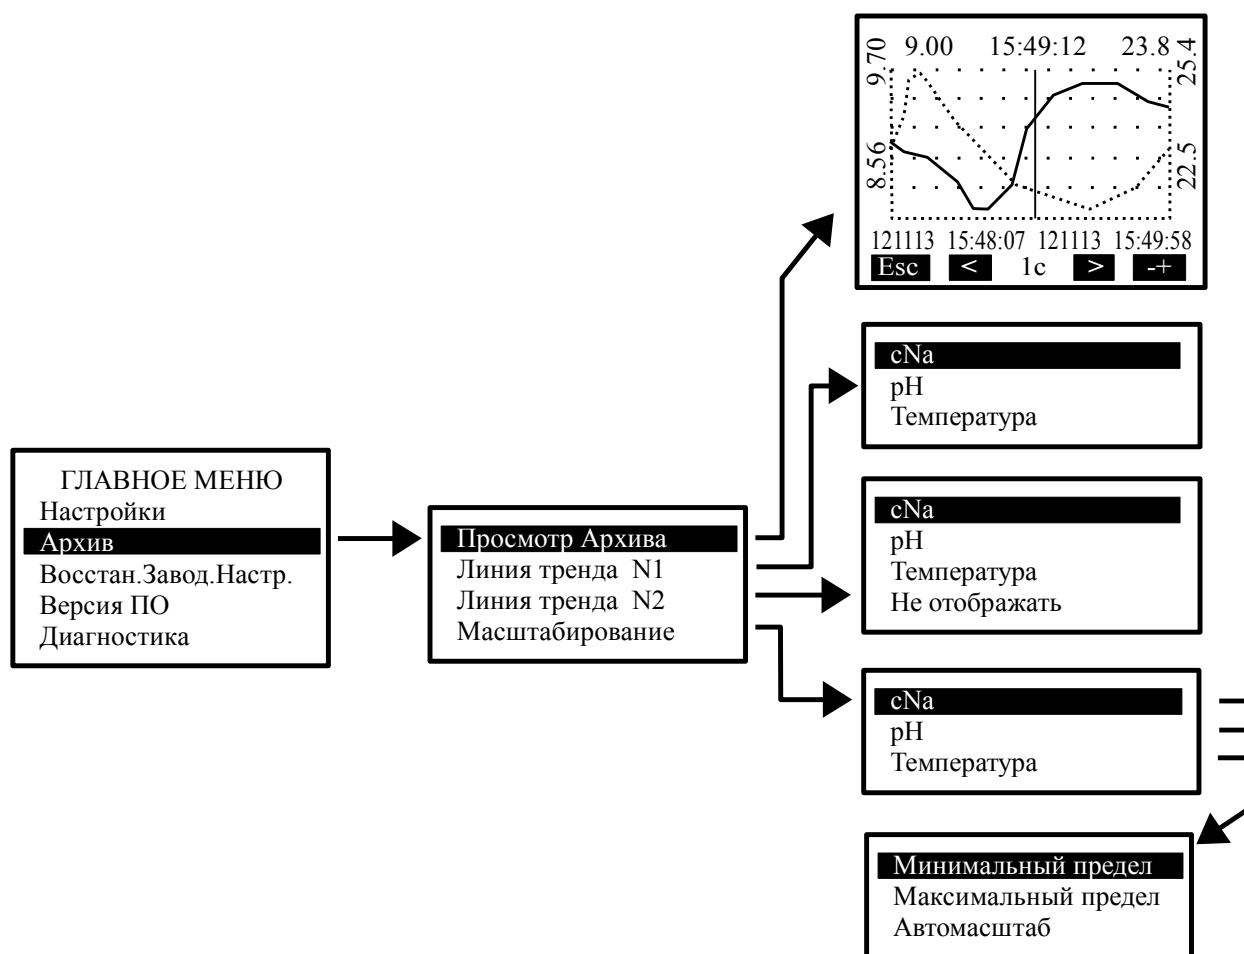 9.70
9.00 15:49:12 23.8
25.4
8.56
22.5
121113 15:48:07 121113 15:49:58
Esc < 1с > -+
cNa
pH
Температура
ГЛАВНОЕ МЕНЮ
Настройки
Архив
Восстан.Завод.Настр.
Версия ПО
Диагностика
Просмотр Архива
Линия тренда N1
Линия тренда N2
Масштабирование
cNa
pH
Температура
Не отображать
cNa
pH
Температура
Минимальный предел
Максимальный предел
Автомасштаб